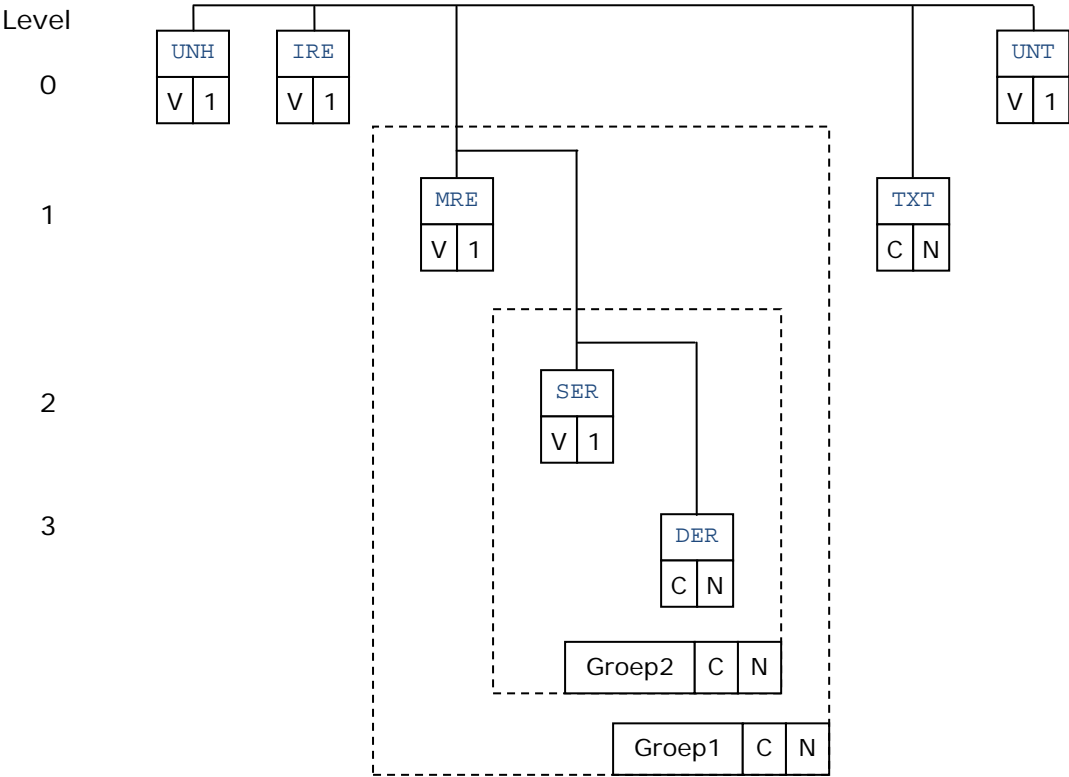 Level
UNH IRE UNT
0
V 1 V 1 V 1
MRE TXT
1
V 1 C N
SER
2
V 1
3
DER
C N
Groep2 C N
Groep1 C N